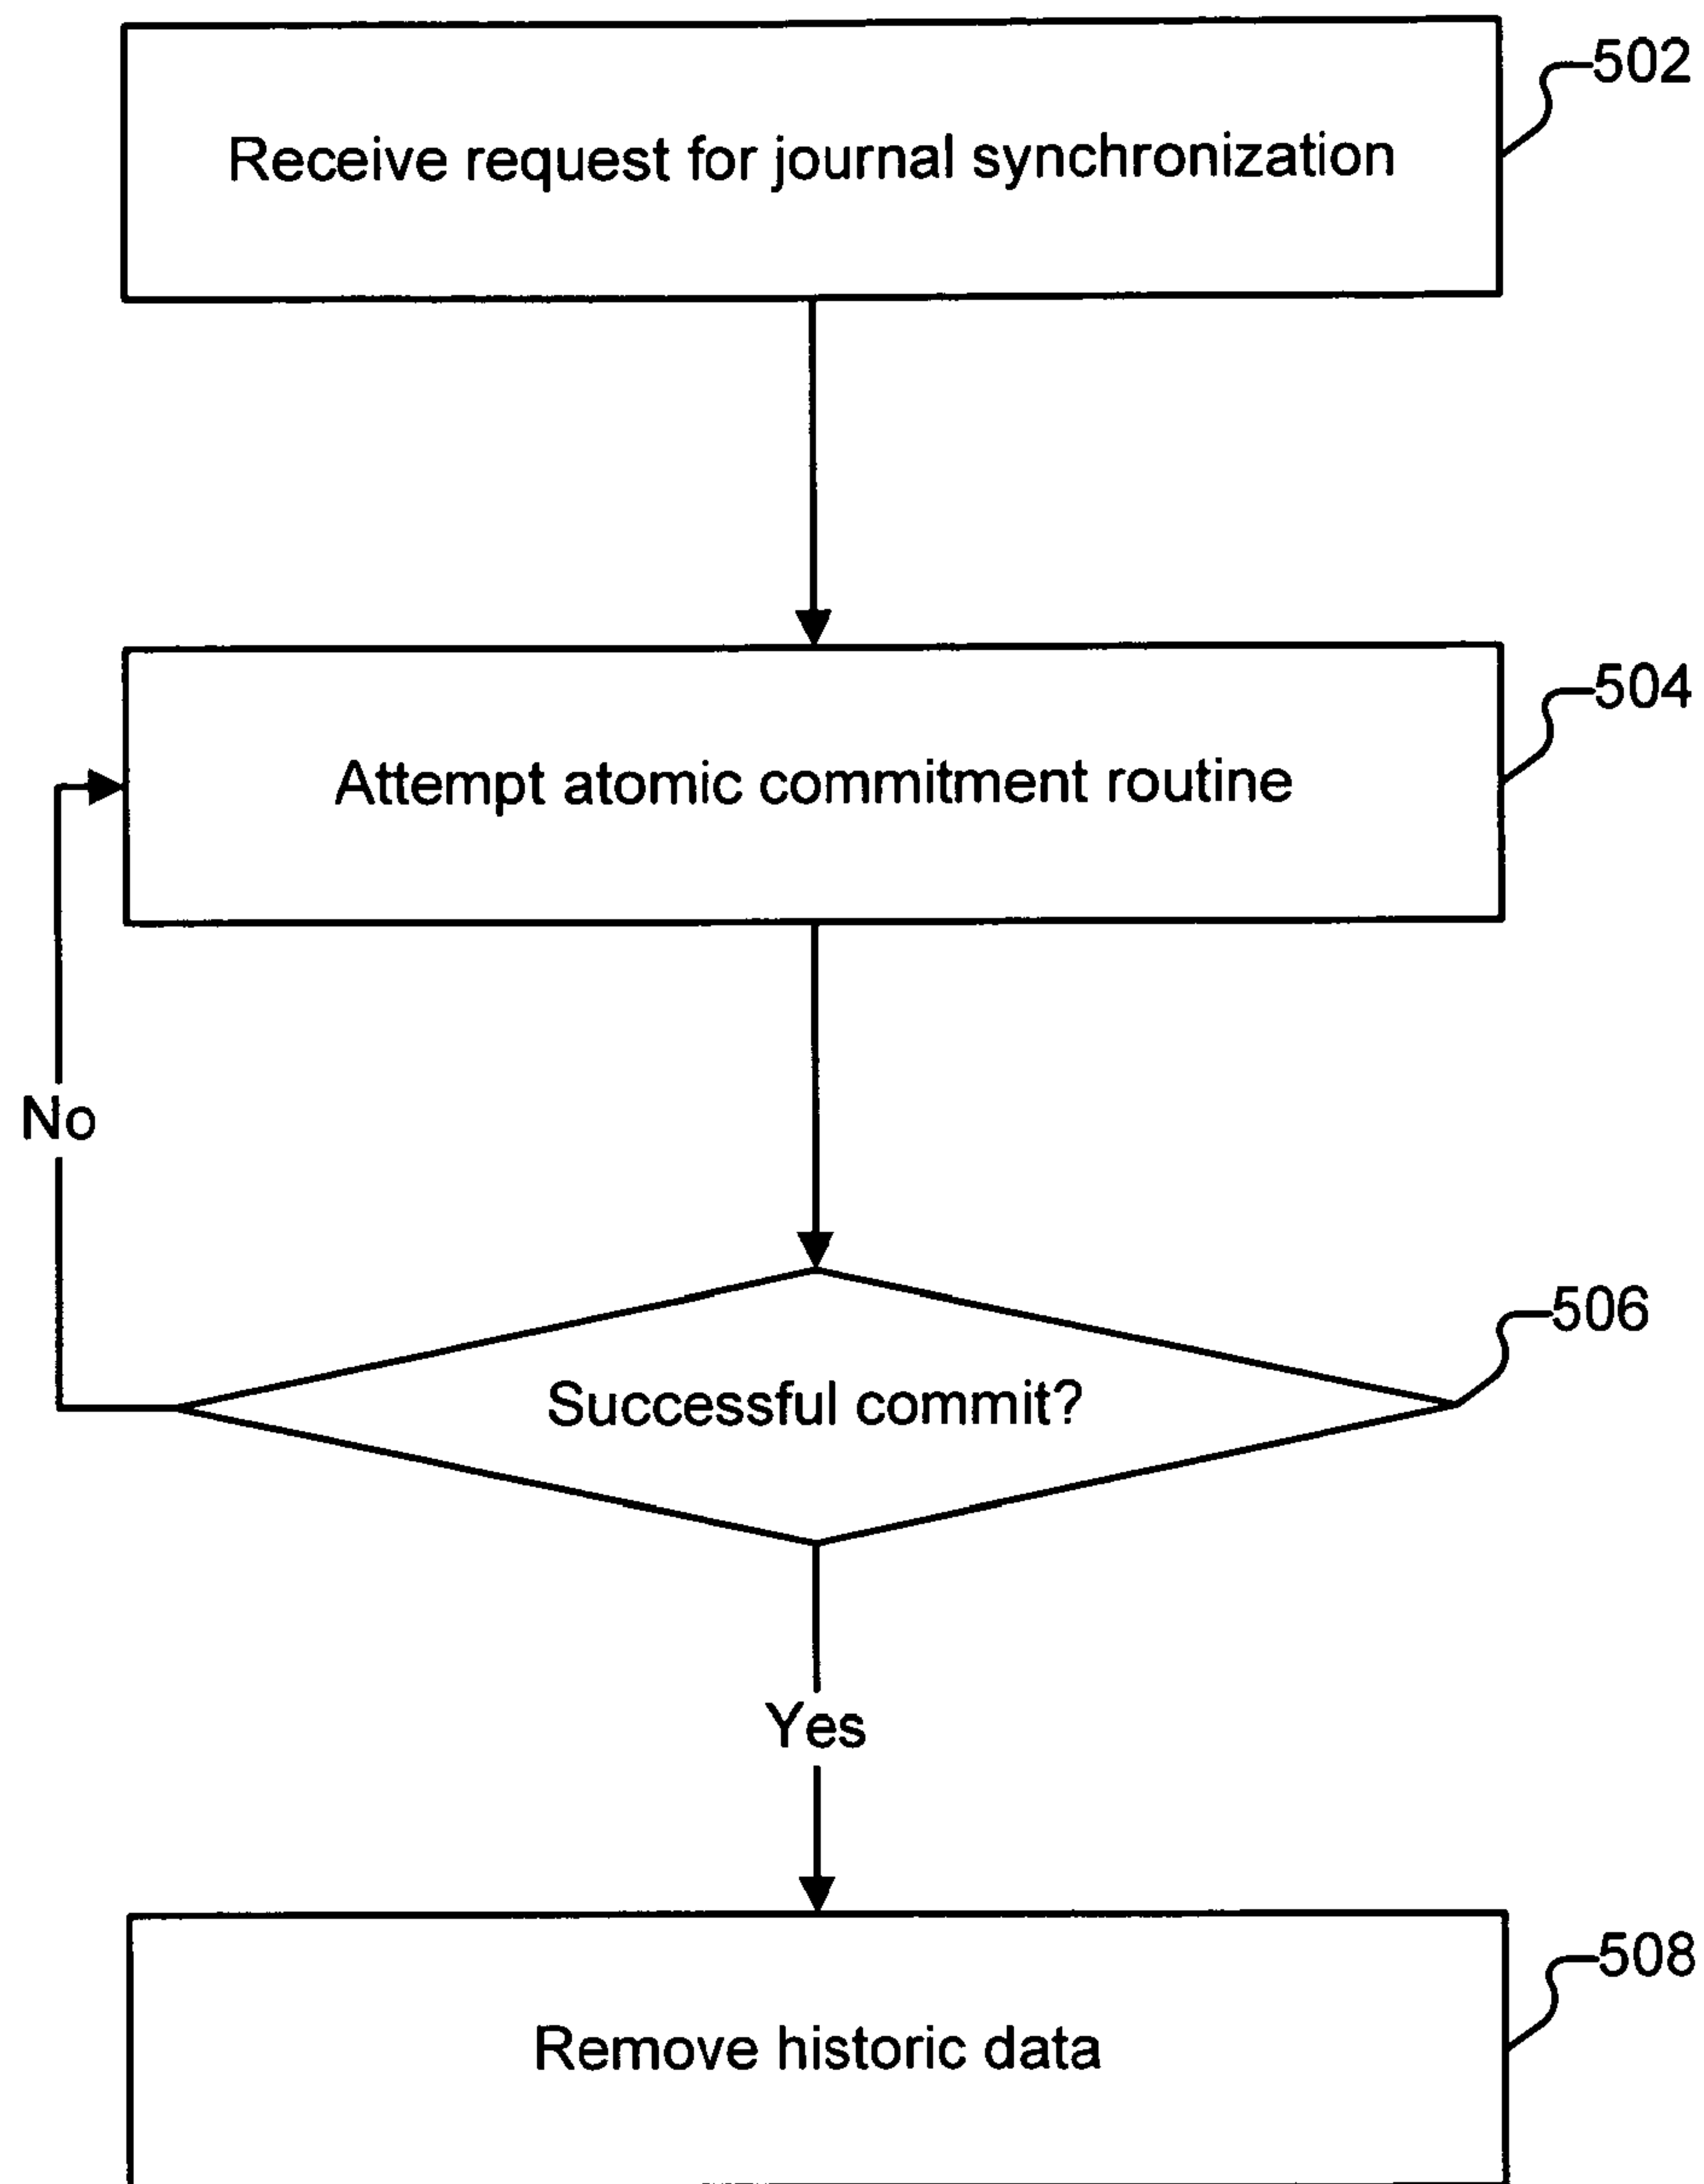 502
Receive request for journal synchronization
504
Attempt atomic commitment routine
No
506
Successful commit?
Yes
508
Remove historic data